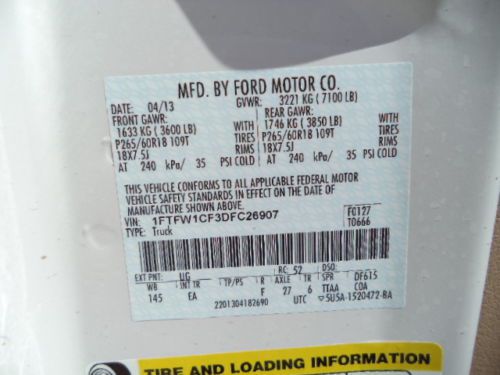 MFD. BY FORD MOTOR CO.
DATE: 04/13 GVWR: 3221 KG ( 7100 LB)
FRONT GAWR: REAR GAWR:
1633 KG ( 3600 LB) WITH 1746 KG ( 3850 LB) WITH
P265/60R18 109T TIRES P265/60R18 109T TIRES
18X7.5J RIMS 18X7.5J RIMS
AT 240 kPa/ 35 PSI COLD AT 240 kPa/ 35 PSI COLD
THIS VEHICLE CONFORMS TO ALL APPLICABLE FEDERAL MOTOR
VEHICLE SAFETY STANDARDS IN EFFECT ON THE DATE OF
MANUFACTURE SHOWN ABOVE.
VIN: 1FTFW1CF3DFC26907 F0127
TYPE: Truck T0666
EXT PNT: UG RC: 52 DSO:
WB INT TR TP/PS R AXLE TR SPR DF615
145 EA F 27 6 TTAA COA
2201304182690 UTC ▽5U5A-1520472-BA
TIRE AND LOADING INFORMATION